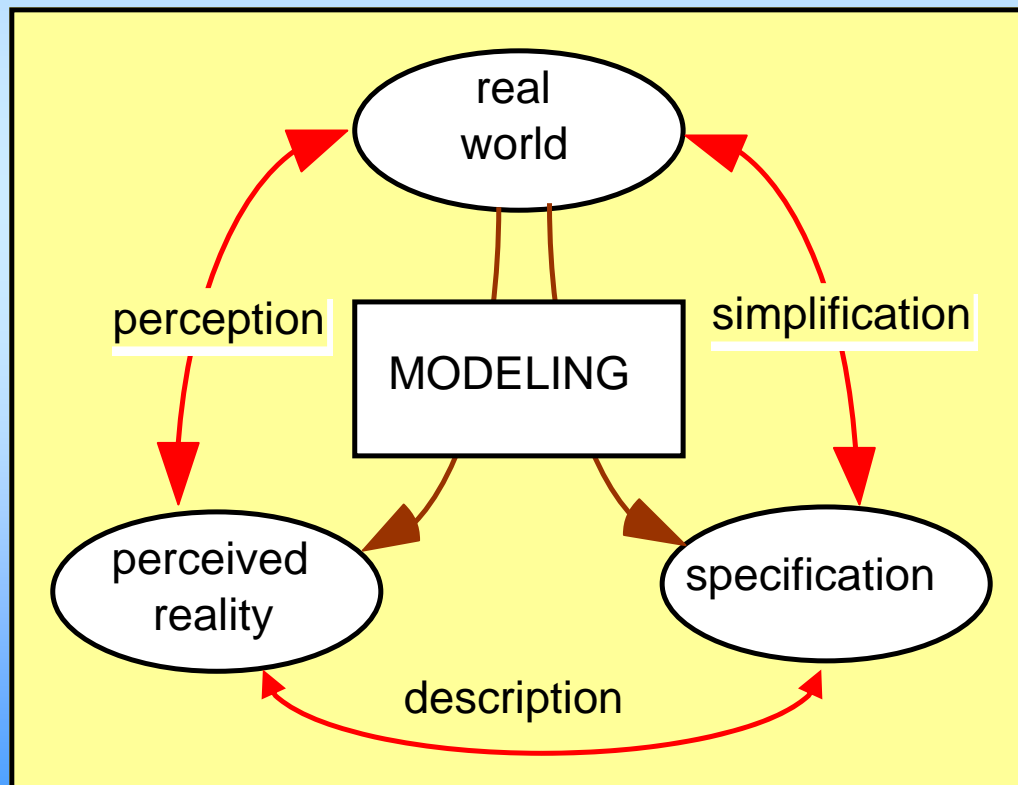 real
world
perception
simplification
MODELING
perceived
reality
specification
description